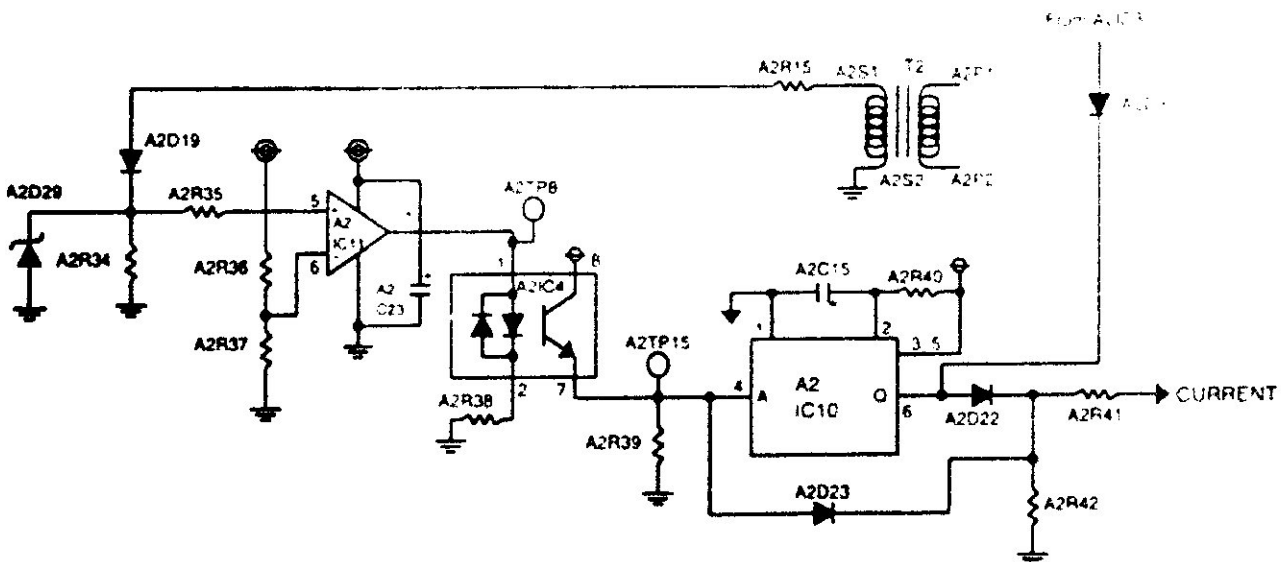 A2R15
A2S1
T2
A2S2
A2P2
A2D19
A2D29
A2R35
5
A2
IC11
6
A2R34
A2R36
A2R37
A2
C23
A2TP8
1
8
A2IC4
2
7
A2R38
A2TP15
A2R39
A2C15
A2R40
1
2
3, 5
4
A
A2
IC10
Q
6
A2D22
A2R41
CURRENT
A2D23
A2R42